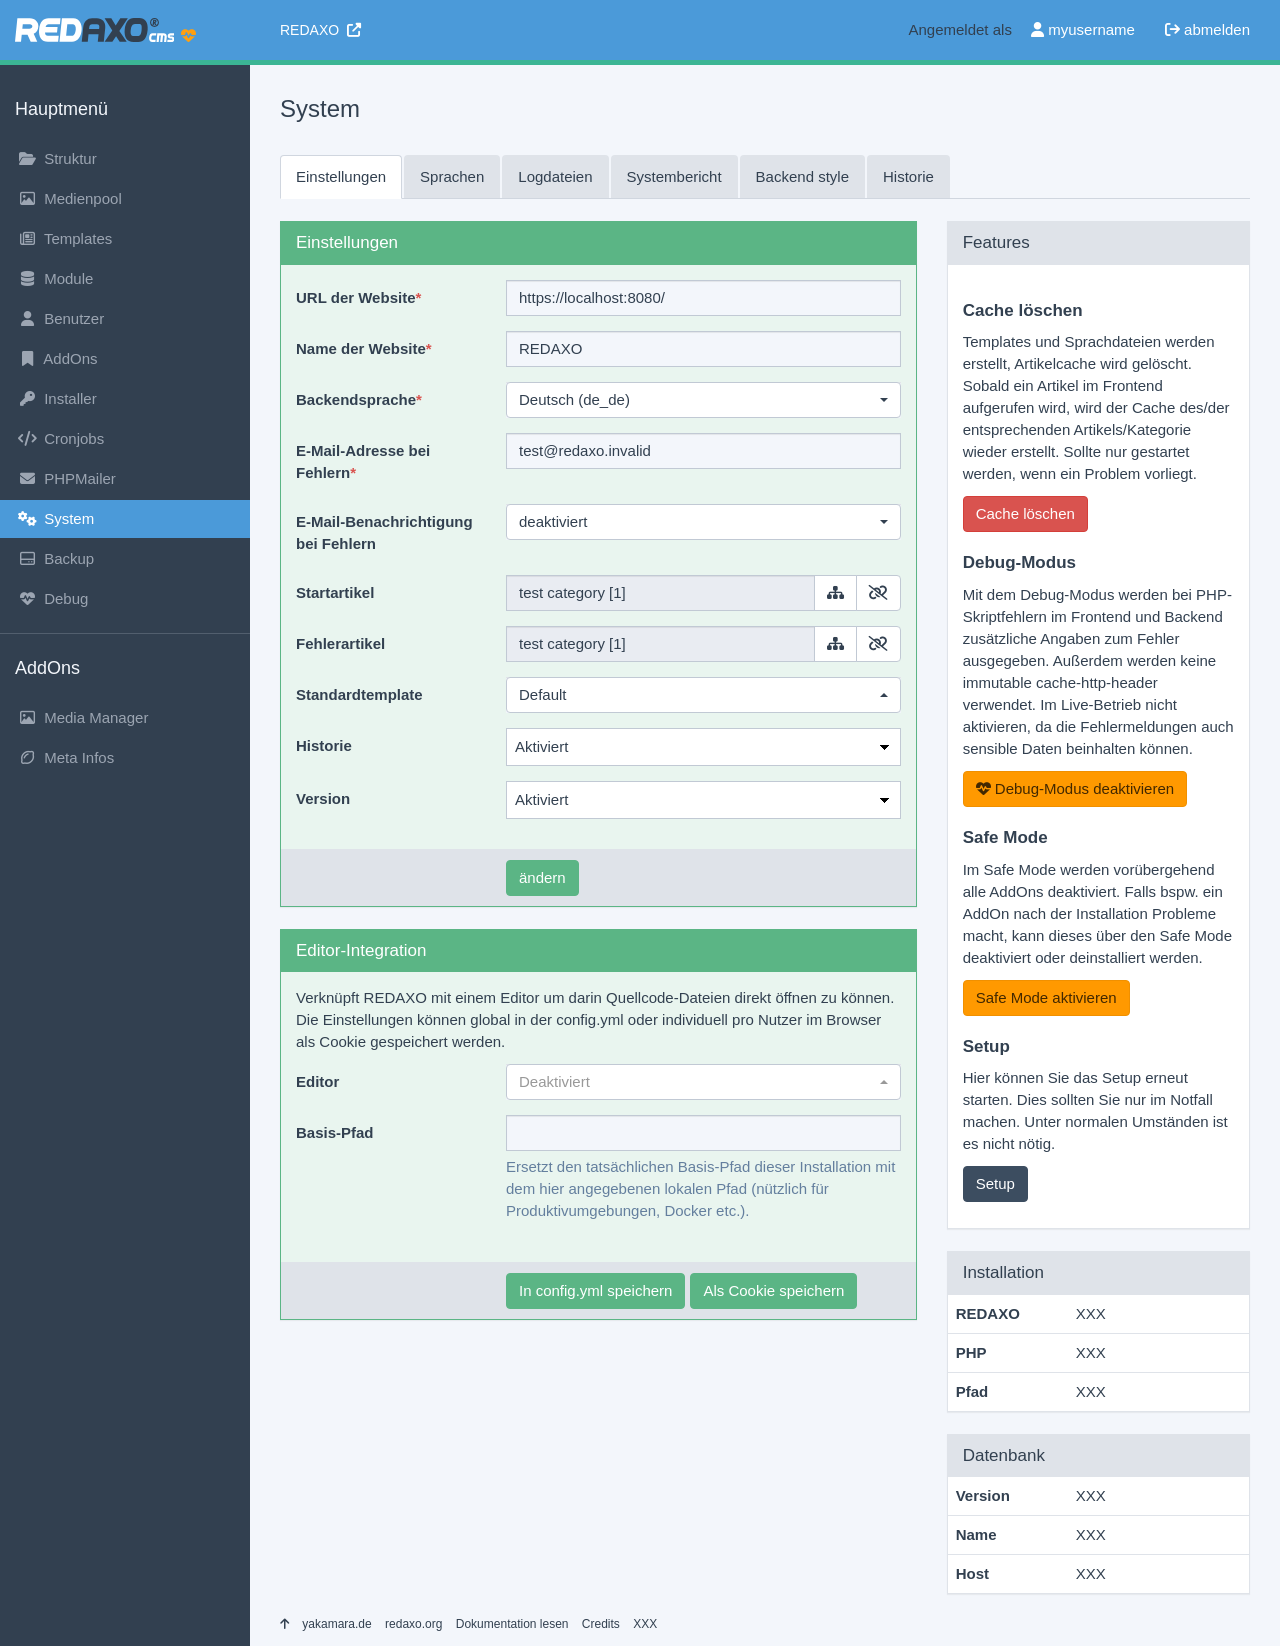 REDAXO® cms
REDAXO
Angemeldet als myusername abmelden
Hauptmenü
Struktur
Medienpool
Templates
Module
Benutzer
AddOns
Installer
Cronjobs
PHPMailer
System
Backup
Debug
AddOns
Media Manager
Meta Infos
System
Einstellungen Sprachen Logdateien Systembericht Backend style Historie
Einstellungen
URL der Website*
https://localhost:8080/
Name der Website*
REDAXO
Backendsprache*
Deutsch (de_de)
E-Mail-Adresse bei
Fehlern*
test@redaxo.invalid
E-Mail-Benachrichtigung
bei Fehlern
deaktiviert
Startartikel
test category [1]
Fehlerartikel
test category [1]
Standardtemplate
Default
Historie
Aktiviert
Version
Aktiviert
ändern
Editor-Integration
Verknüpft REDAXO mit einem Editor um darin Quellcode-Dateien direkt öffnen zu können.
Die Einstellungen können global in der config.yml oder individuell pro Nutzer im Browser
als Cookie gespeichert werden.
Editor
Deaktiviert
Basis-Pfad
Ersetzt den tatsächlichen Basis-Pfad dieser Installation mit
dem hier angegebenen lokalen Pfad (nützlich für
Produktivumgebungen, Docker etc.).
In config.yml speichern Als Cookie speichern
Features
Cache löschen
Templates und Sprachdateien werden
erstellt, Artikelcache wird gelöscht.
Sobald ein Artikel im Frontend
aufgerufen wird, wird der Cache des/der
entsprechenden Artikels/Kategorie
wieder erstellt. Sollte nur gestartet
werden, wenn ein Problem vorliegt.
Cache löschen
Debug-Modus
Mit dem Debug-Modus werden bei PHP-
Skriptfehlern im Frontend und Backend
zusätzliche Angaben zum Fehler
ausgegeben. Außerdem werden keine
immutable cache-http-header
verwendet. Im Live-Betrieb nicht
aktivieren, da die Fehlermeldungen auch
sensible Daten beinhalten können.
Debug-Modus deaktivieren
Safe Mode
Im Safe Mode werden vorübergehend
alle AddOns deaktiviert. Falls bspw. ein
AddOn nach der Installation Probleme
macht, kann dieses über den Safe Mode
deaktiviert oder deinstalliert werden.
Safe Mode aktivieren
Setup
Hier können Sie das Setup erneut
starten. Dies sollten Sie nur im Notfall
machen. Unter normalen Umständen ist
es nicht nötig.
Setup
Installation
REDAXO XXX
PHP XXX
Pfad XXX
Datenbank
Version XXX
Name XXX
Host XXX
yakamara.de redaxo.org Dokumentation lesen Credits XXX